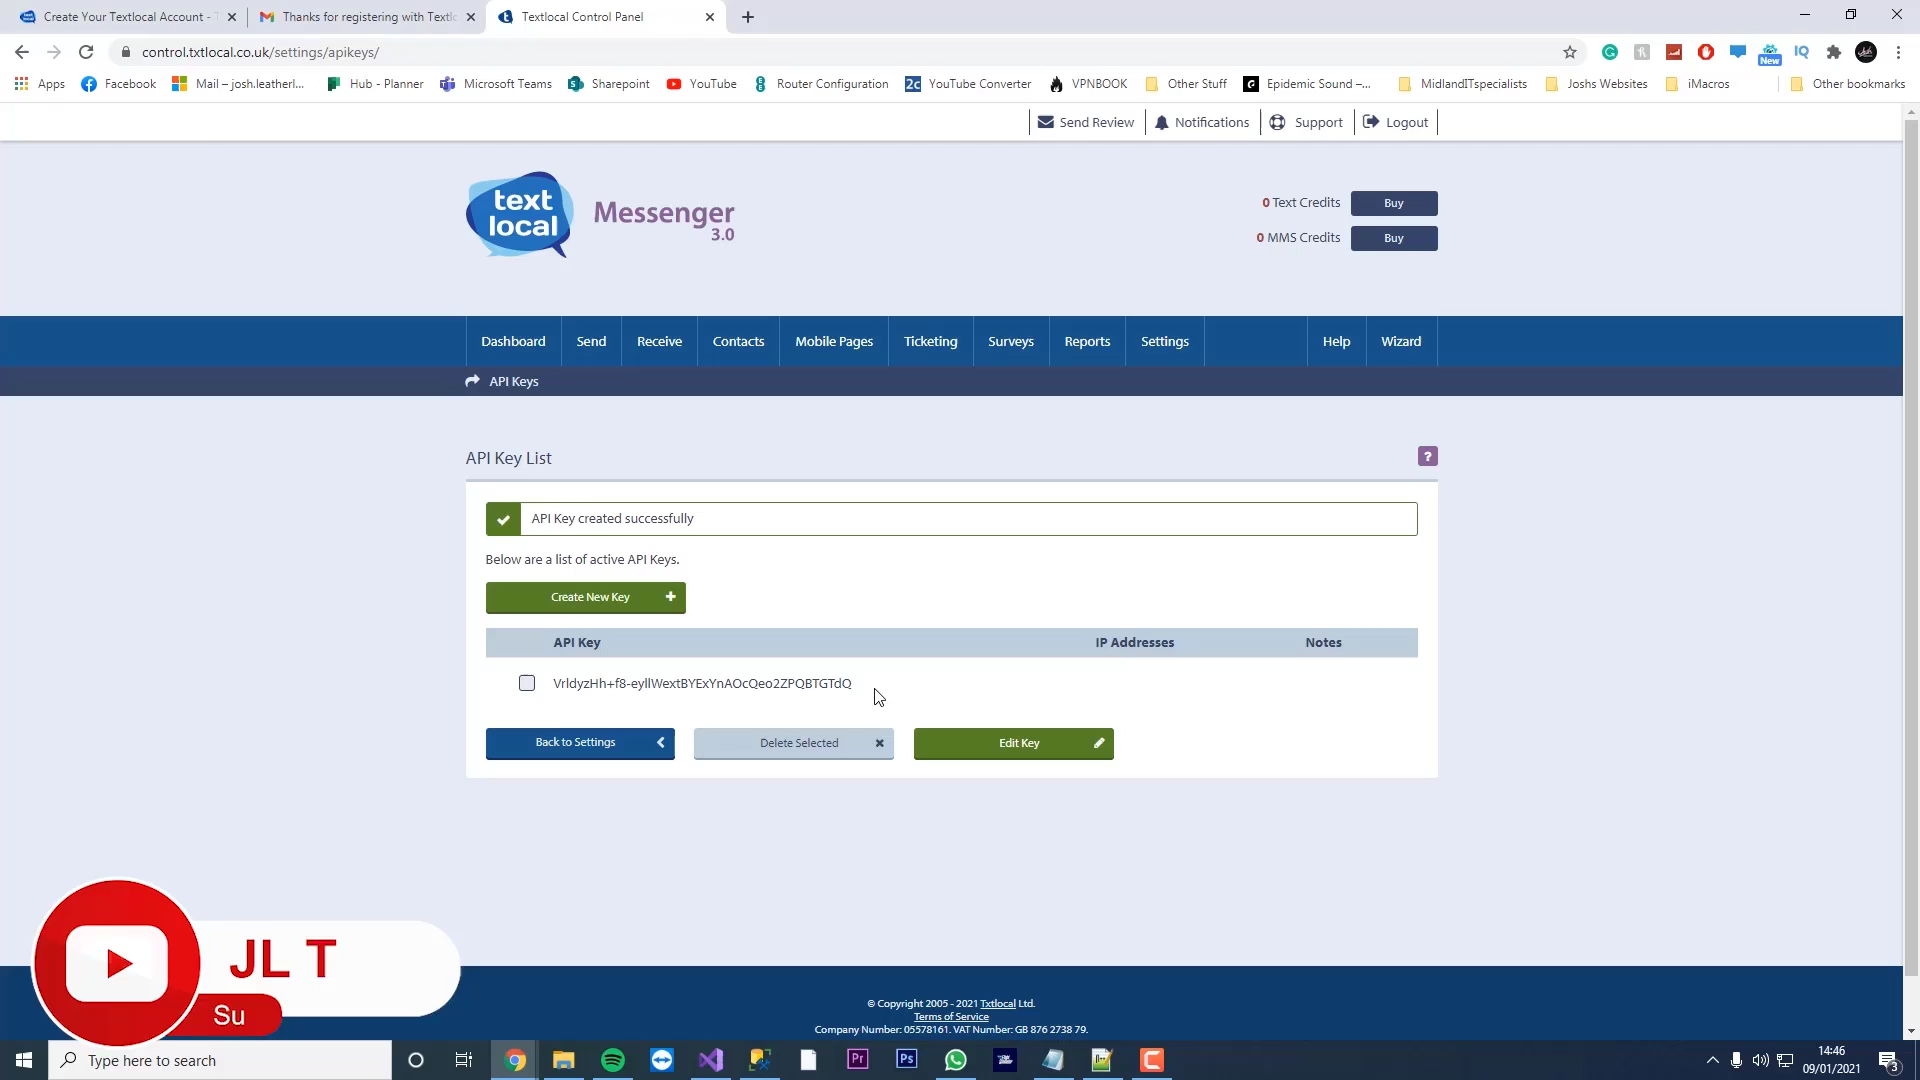 Create Your Textlocal Account - T
Thanks for registering with Textlo
Textlocal Control Panel
control.txtlocal.co.uk/settings/apikeys/
New
Apps
Facebook
Mail – josh.leatherl...
Hub - Planner
Microsoft Teams
Sharepoint
YouTube
Router Configuration
YouTube Converter
VPNBOOK
Other Stuff
Epidemic Sound –...
MidlandITspecialists
Joshs Websites
iMacros
Other bookmarks
Send Review
Notifications
Support
Logout
text
local
Messenger
3.0
0 Text Credits
Buy
0 MMS Credits
Buy
Dashboard
Send
Receive
Contacts
Mobile Pages
Ticketing
Surveys
Reports
Settings
Help
Wizard
API Keys
API Key List
?
API Key created successfully
Below are a list of active API Keys.
Create New Key
API Key
IP Addresses
Notes
VrldyzHh+f8-eyllWextBYExYnAOcQeo2ZPQBTGTdQ
Back to Settings
Delete Selected
Edit Key
JL T
Su
© Copyright 2005 - 2021 Txtlocal Ltd.
Terms of Service
Company Number: 05578161. VAT Number: GB 876 2738 79.
Type here to search
14:46
09/01/2021
3